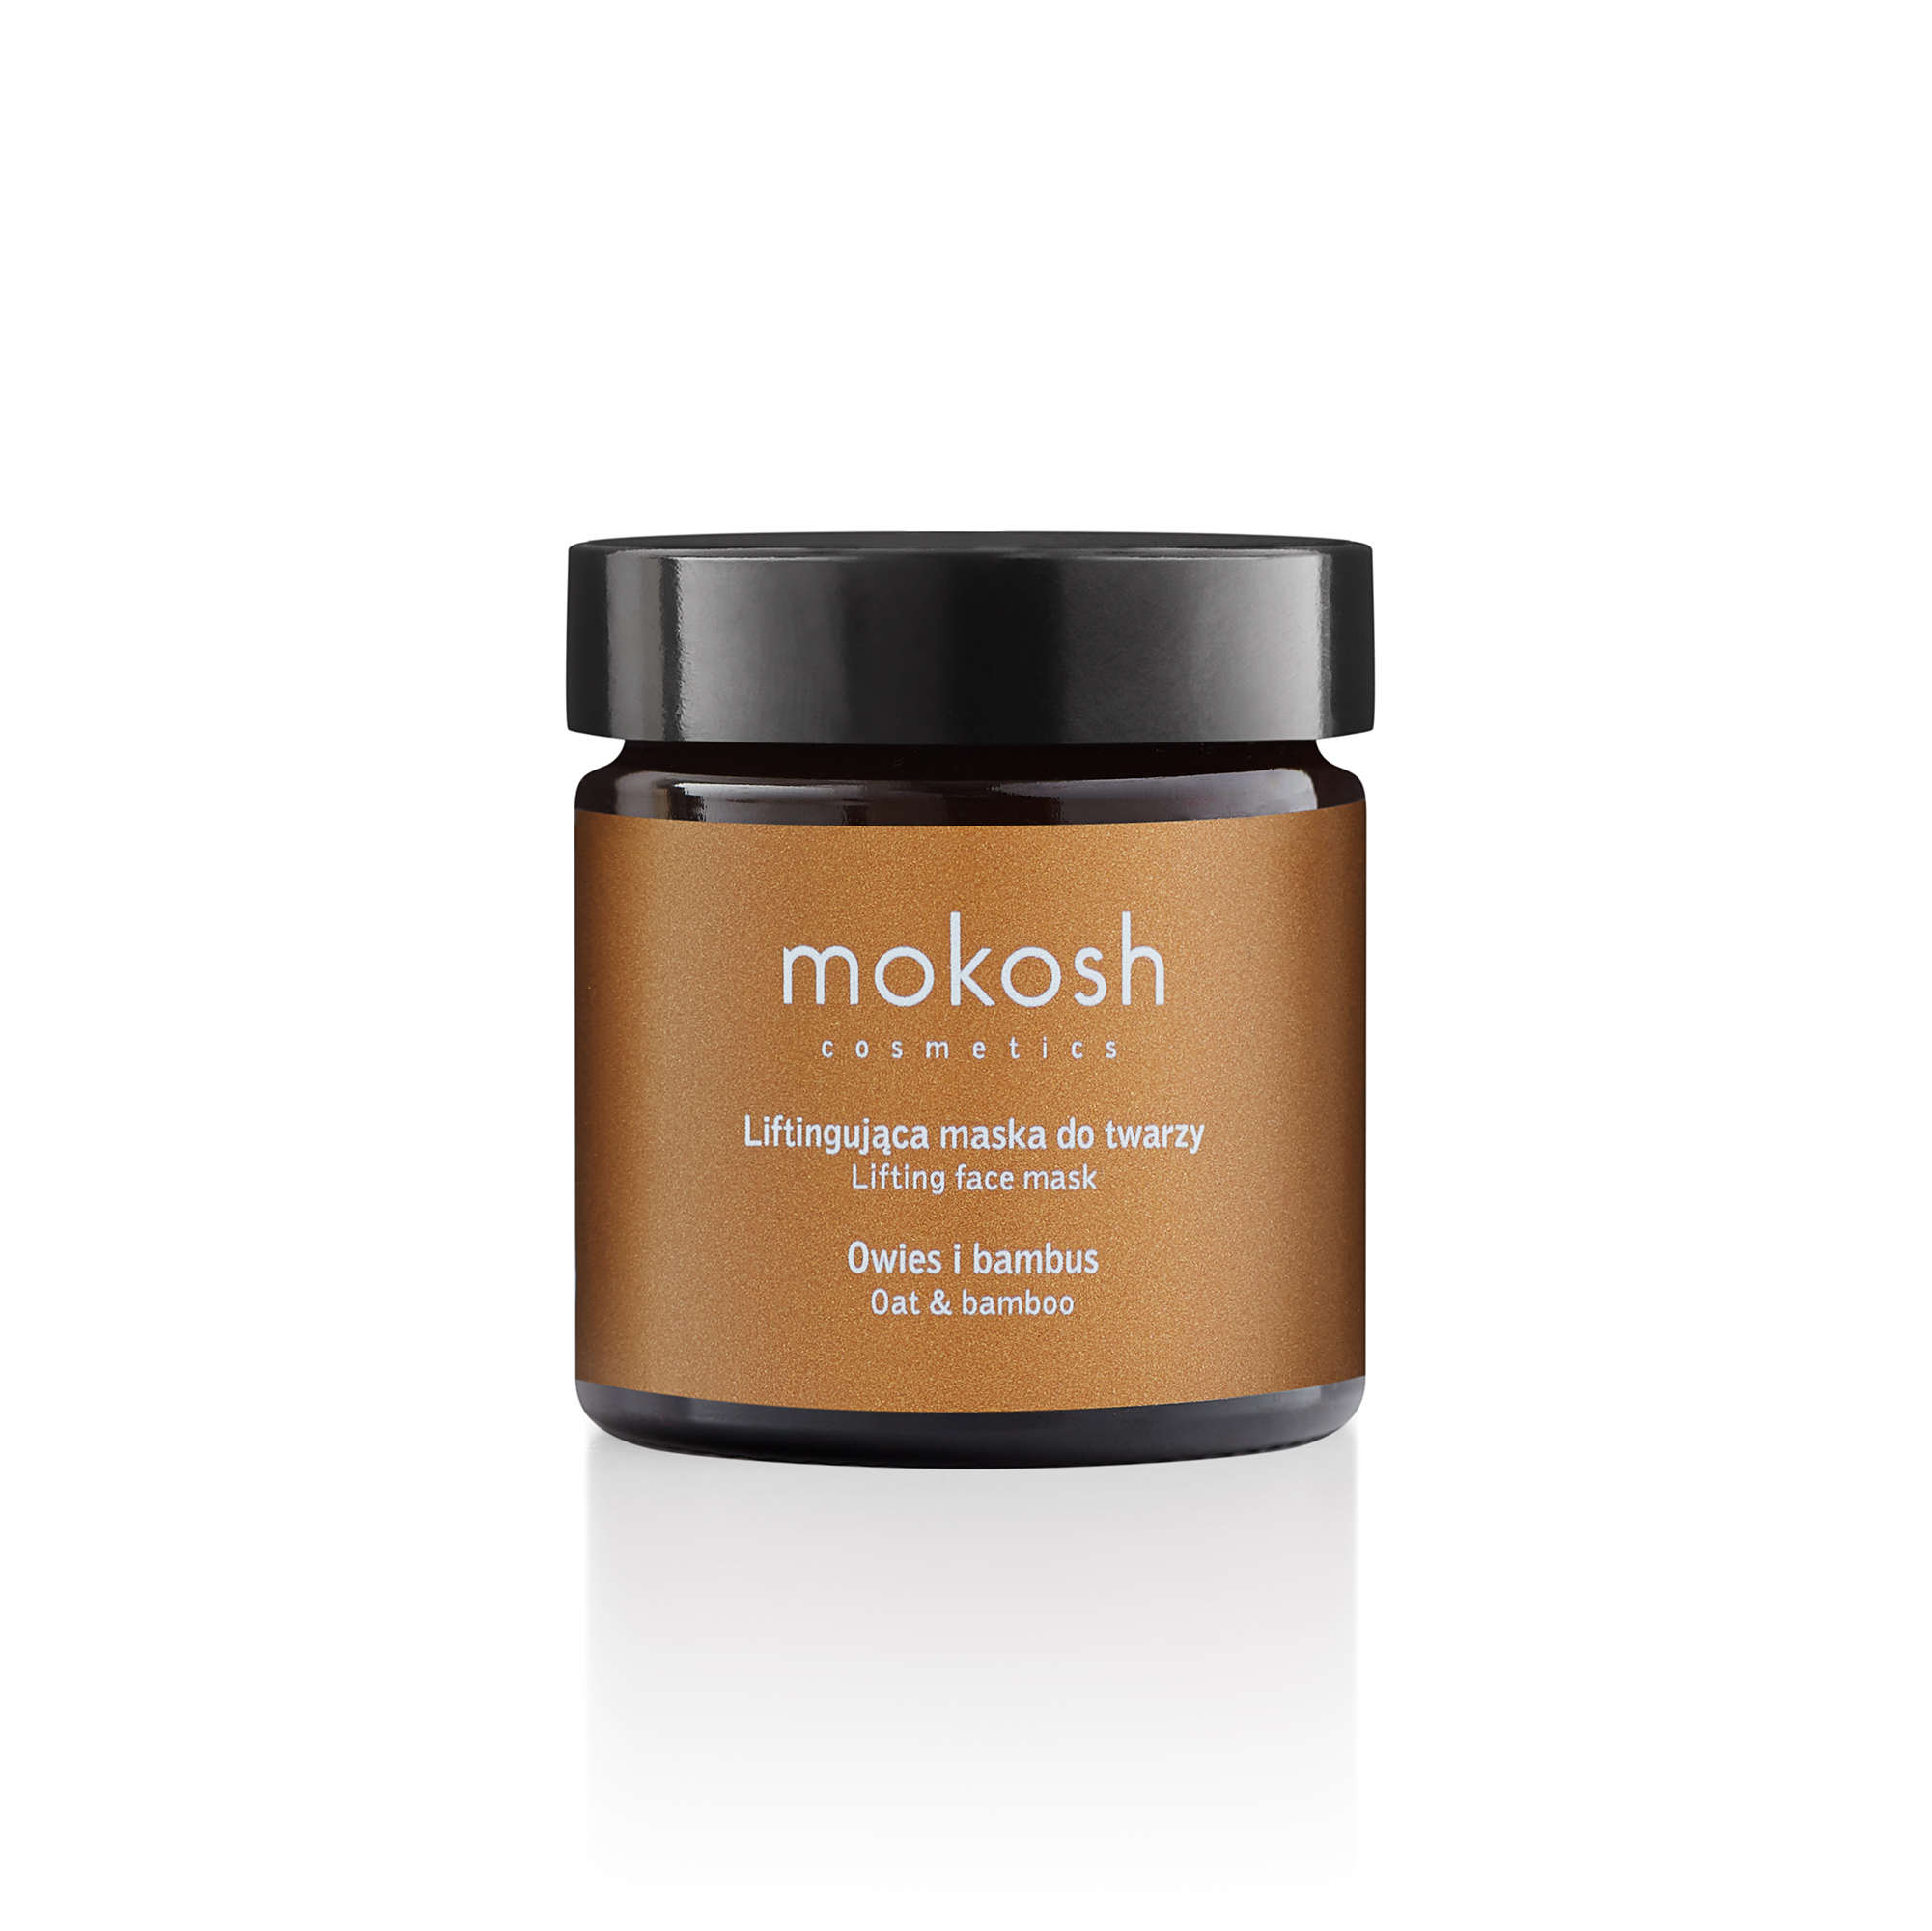 mokosh
cosmetics
Liftingująca maska do twarzy
Lifting face mask
Owies i bambus
Oat & bamboo